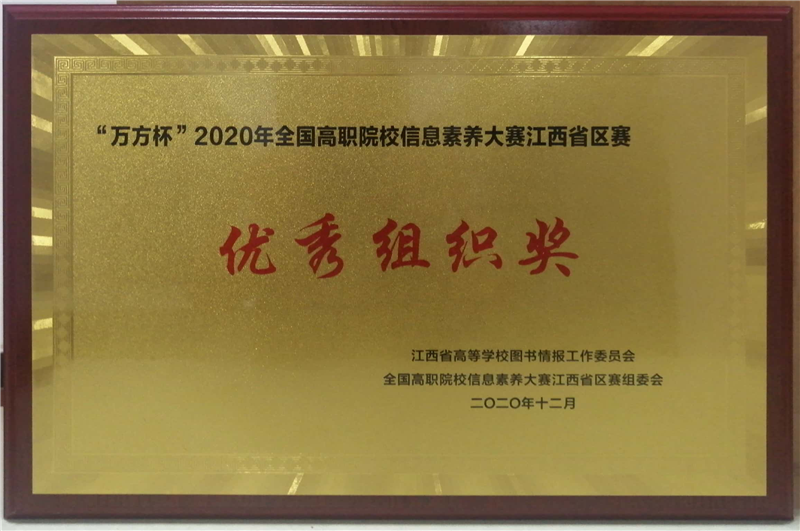 “万方杯”2020年全国高职院校信息素养大赛江西省区赛
优秀组织奖
江西省高等学校图书情报工作委员会
全国高职院校信息素养大赛江西省区赛组委会
二〇二〇年十二月